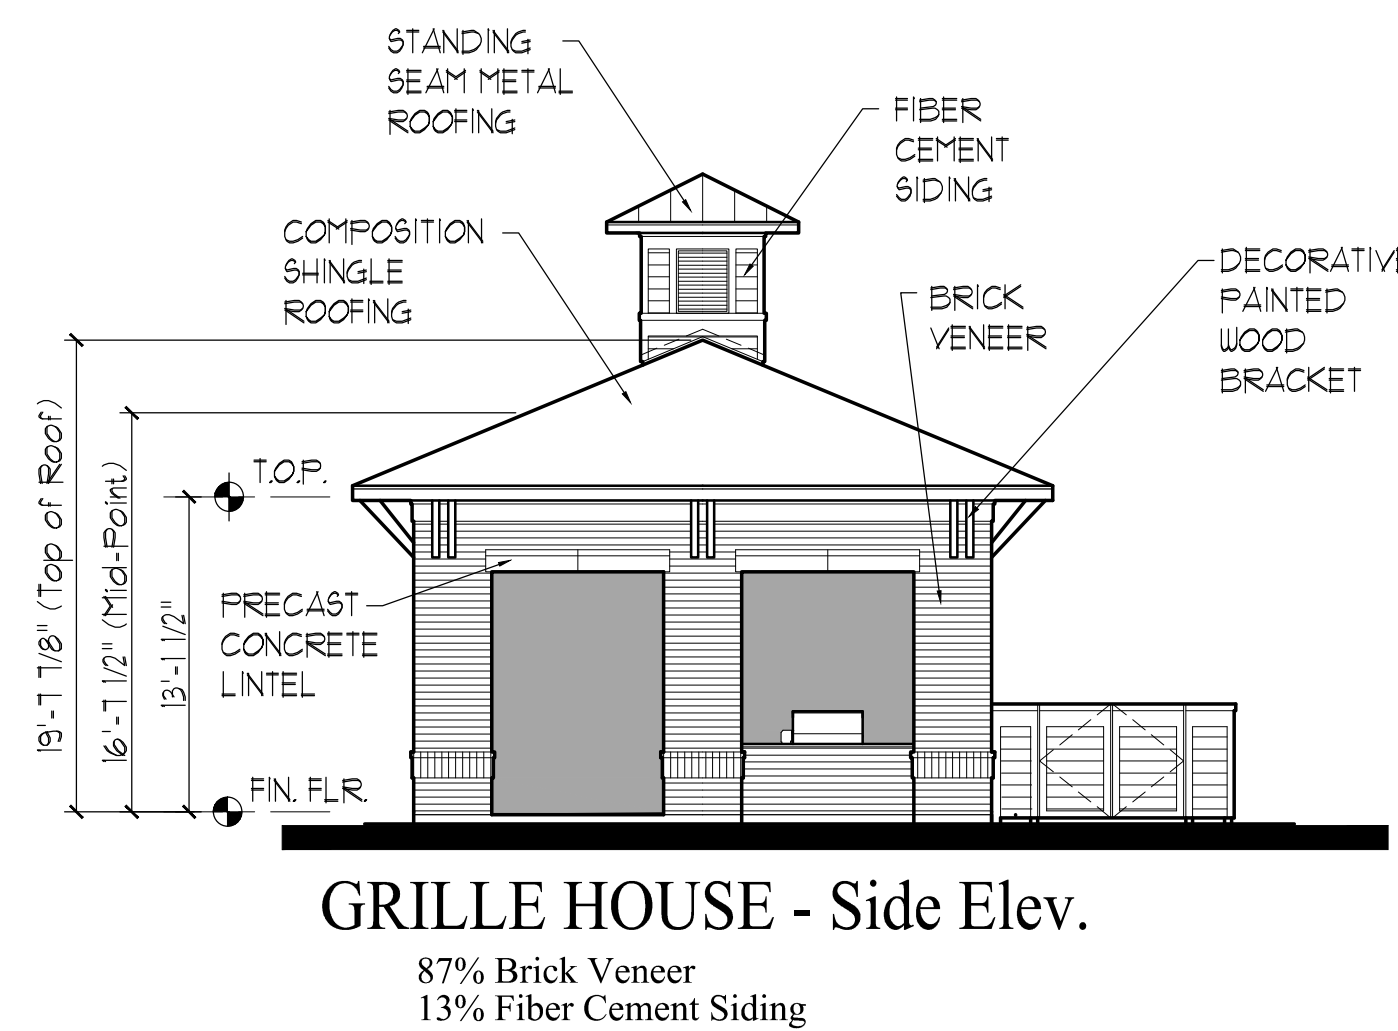 STANDING
SEAM METAL
ROOFING
FIBER
CEMENT
SIDING
COMPOSITION
SHINGLE
ROOFING
BRICK
VENEER
DECORATIVE
PAINTED
WOOD
BRACKET
T.O.P.
19'-7 7/8" (Top of Roof)
16'-7 1/2" (Mid-Point)
13'-1 1/2"
PRECAST
CONCRETE
LINTEL
FIN. FLR.
GRILLE HOUSE - Side Elev.
87% Brick Veneer
13% Fiber Cement Siding